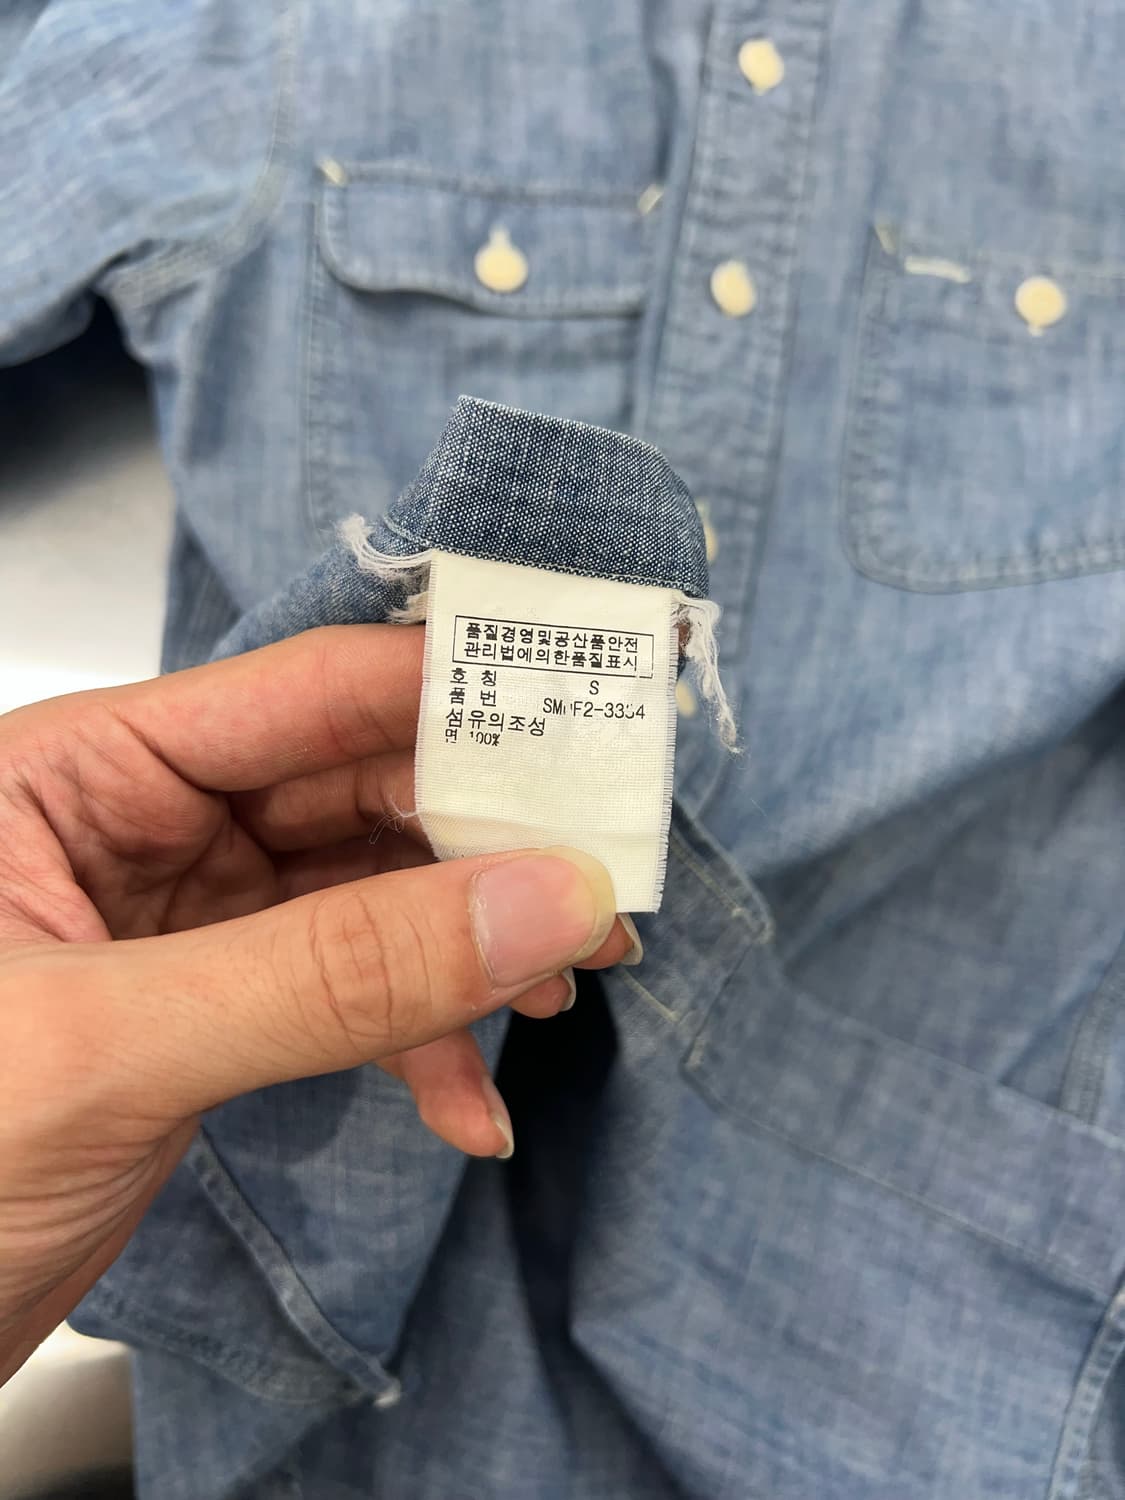 품질경영및공산품안전
관리법에의한품질표시
호 칭 S
품 번
섬유의조성
면 100%